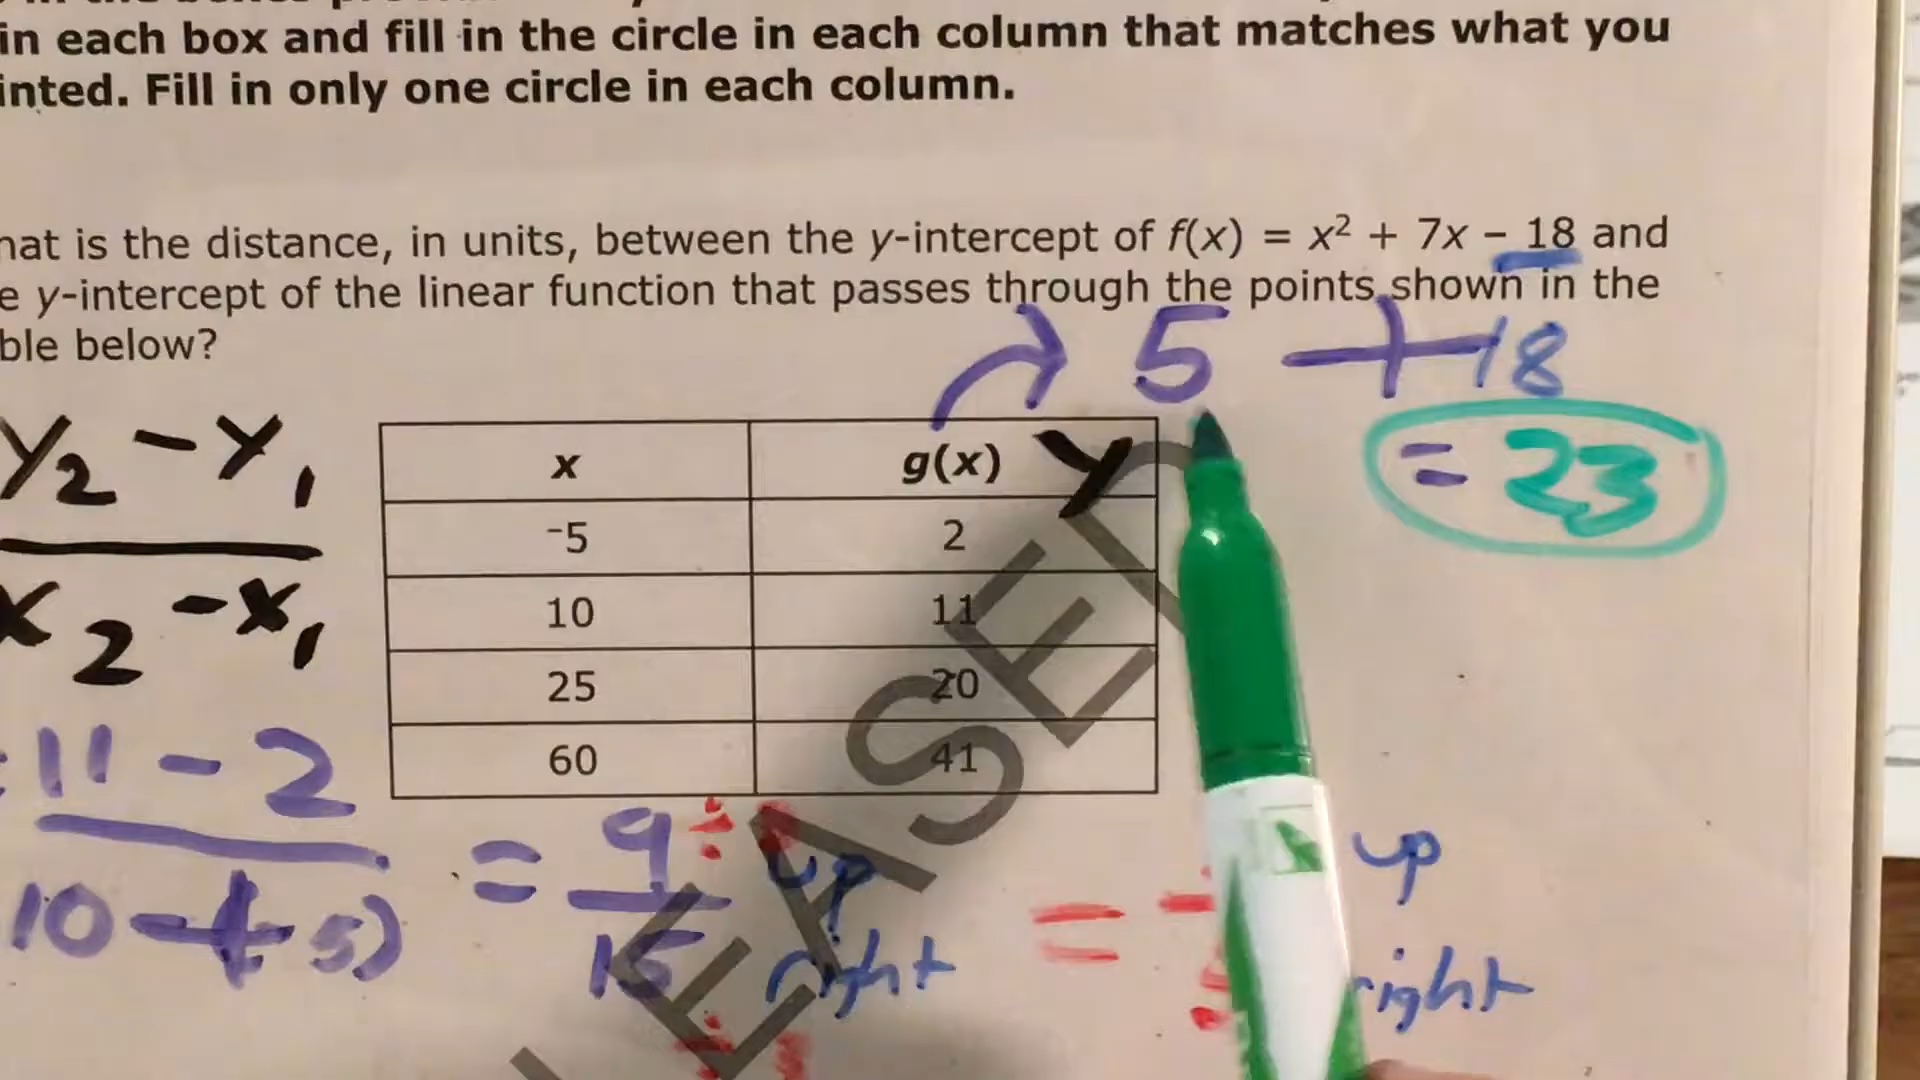 in each box and fill in the circle in each column that matches what you
inted. Fill in only one circle in each column.
hat is the distance, in units, between the y-intercept of f(x) = x² + 7x − 18 and
e y-intercept of the linear function that passes through the points shown in the
ble below?
5 + 18
= 23
y₂ - y₁
x₂ - x₁
x g(x) y
-5 2
10 11
25 20
60 41
11 - 2
10 - (-5)
= 9 ÷
15
up
right
=
up
right
EASED